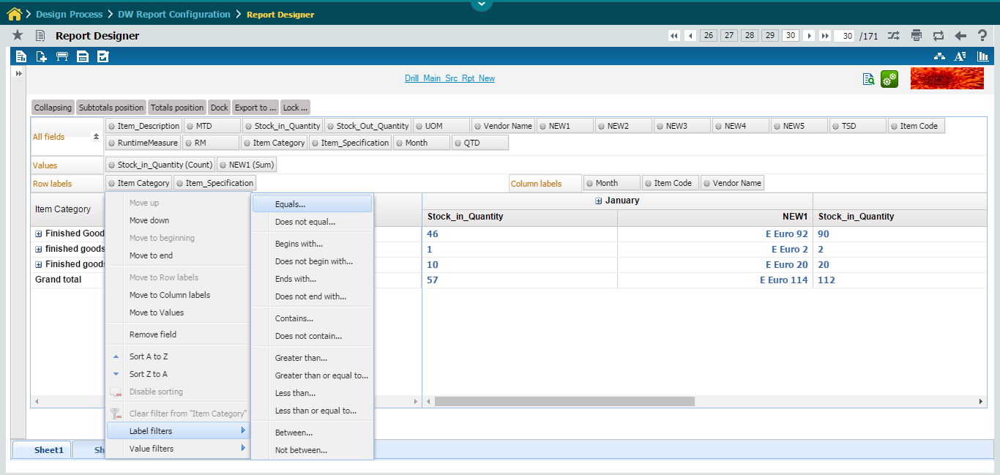 Design Process > DW Report Configuration > Report Designer
Report Designer
26 27 28 29 30 30 /171
Drill_Main_Src_Rpt_New
Collapsing Subtotals position Totals position Dock Export to ... Lock ...
All fields
Item_Description MTD Stock_in_Quantity Stock_Out_Quantity UOM Vendor Name NEW1 NEW2 NEW3 NEW4 NEW5 TSD Item Code
RuntimeMeasure RM Item Category Item_Specification Month QTD
Values Stock_in_Quantity (Count) NEW1 (Sum)
Row labels Item Category Item_Specification Column labels Month Item Code Vendor Name
Item Category
January
Stock_in_Quantity NEW1 Stock_in_Quantity
Finished Good 46 E Euro 92 90
finished goods 1 E Euro 2 2
Finished goods 10 E Euro 20 20
Grand total 57 E Euro 114 112
Move up
Move down
Move to beginning
Move to end
Move to Row labels
Move to Column labels
Move to Values
Remove field
Sort A to Z
Sort Z to A
Disable sorting
Clear filter from "Item Category"
Label filters
Value filters
Equals...
Does not equal...
Begins with...
Does not begin with...
Ends with...
Does not end with...
Contains...
Does not contain...
Greater than...
Greater than or equal to...
Less than...
Less than or equal to...
Between...
Not between...
Sheet1 Sh